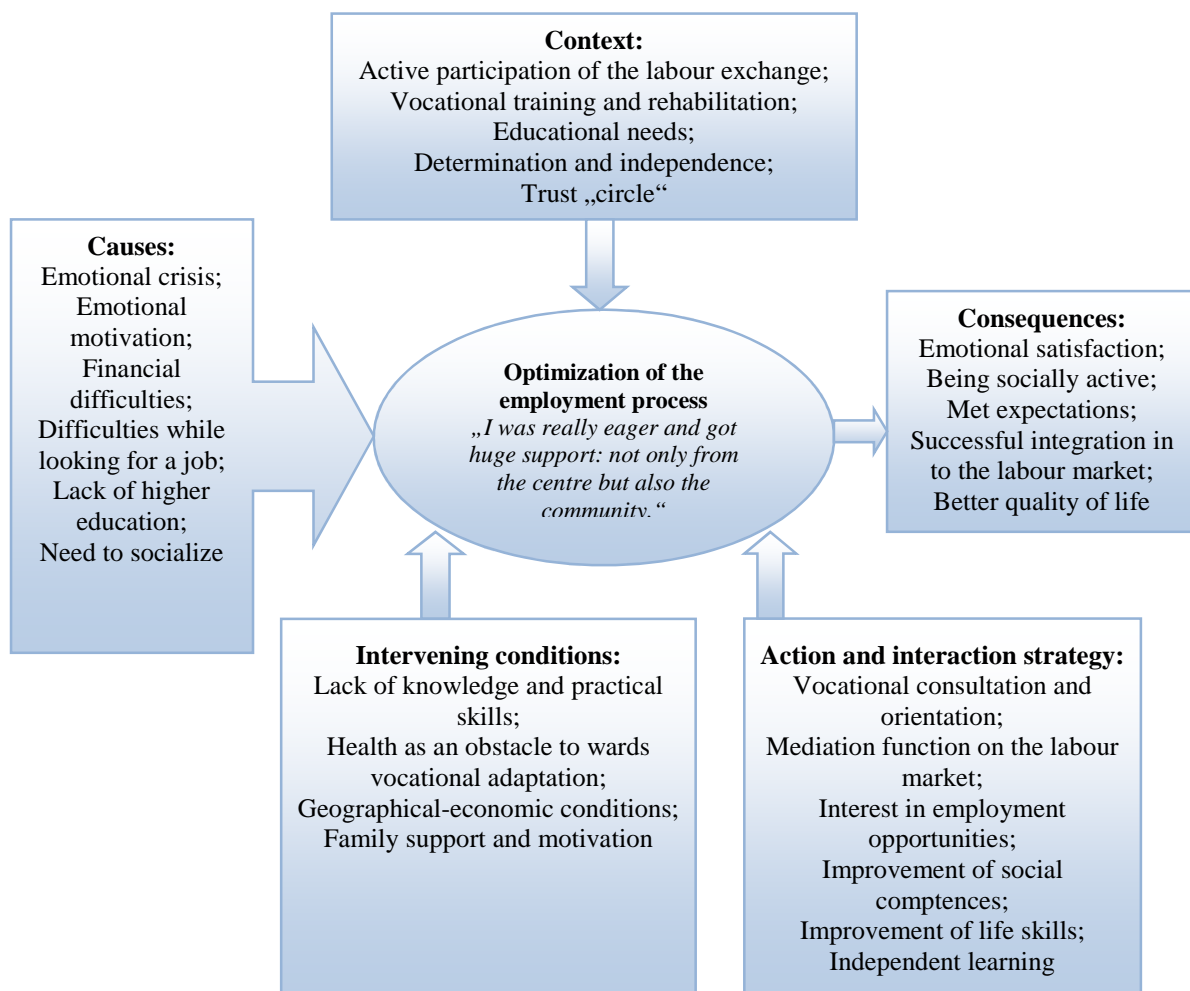 Context:
Active participation of the labour exchange;
Vocational training and rehabilitation;
Educational needs;
Determination and independence;
Trust „circle“
Causes:
Emotional crisis;
Emotional
motivation;
Financial
difficulties;
Difficulties while
looking for a job;
Lack of higher
education;
Need to socialize
Optimization of the
employment process
„I was really eager and got
huge support: not only from
the centre but also the
community.“
Consequences:
Emotional satisfaction;
Being socially active;
Met expectations;
Successful integration in
to the labour market;
Better quality of life
Intervening conditions:
Lack of knowledge and practical
skills;
Health as an obstacle to wards
vocational adaptation;
Geographical-economic conditions;
Family support and motivation
Action and interaction strategy:
Vocational consultation and
orientation;
Mediation function on the labour
market;
Interest in employment
opportunities;
Improvement of social
comptences;
Improvement of life skills;
Independent learning